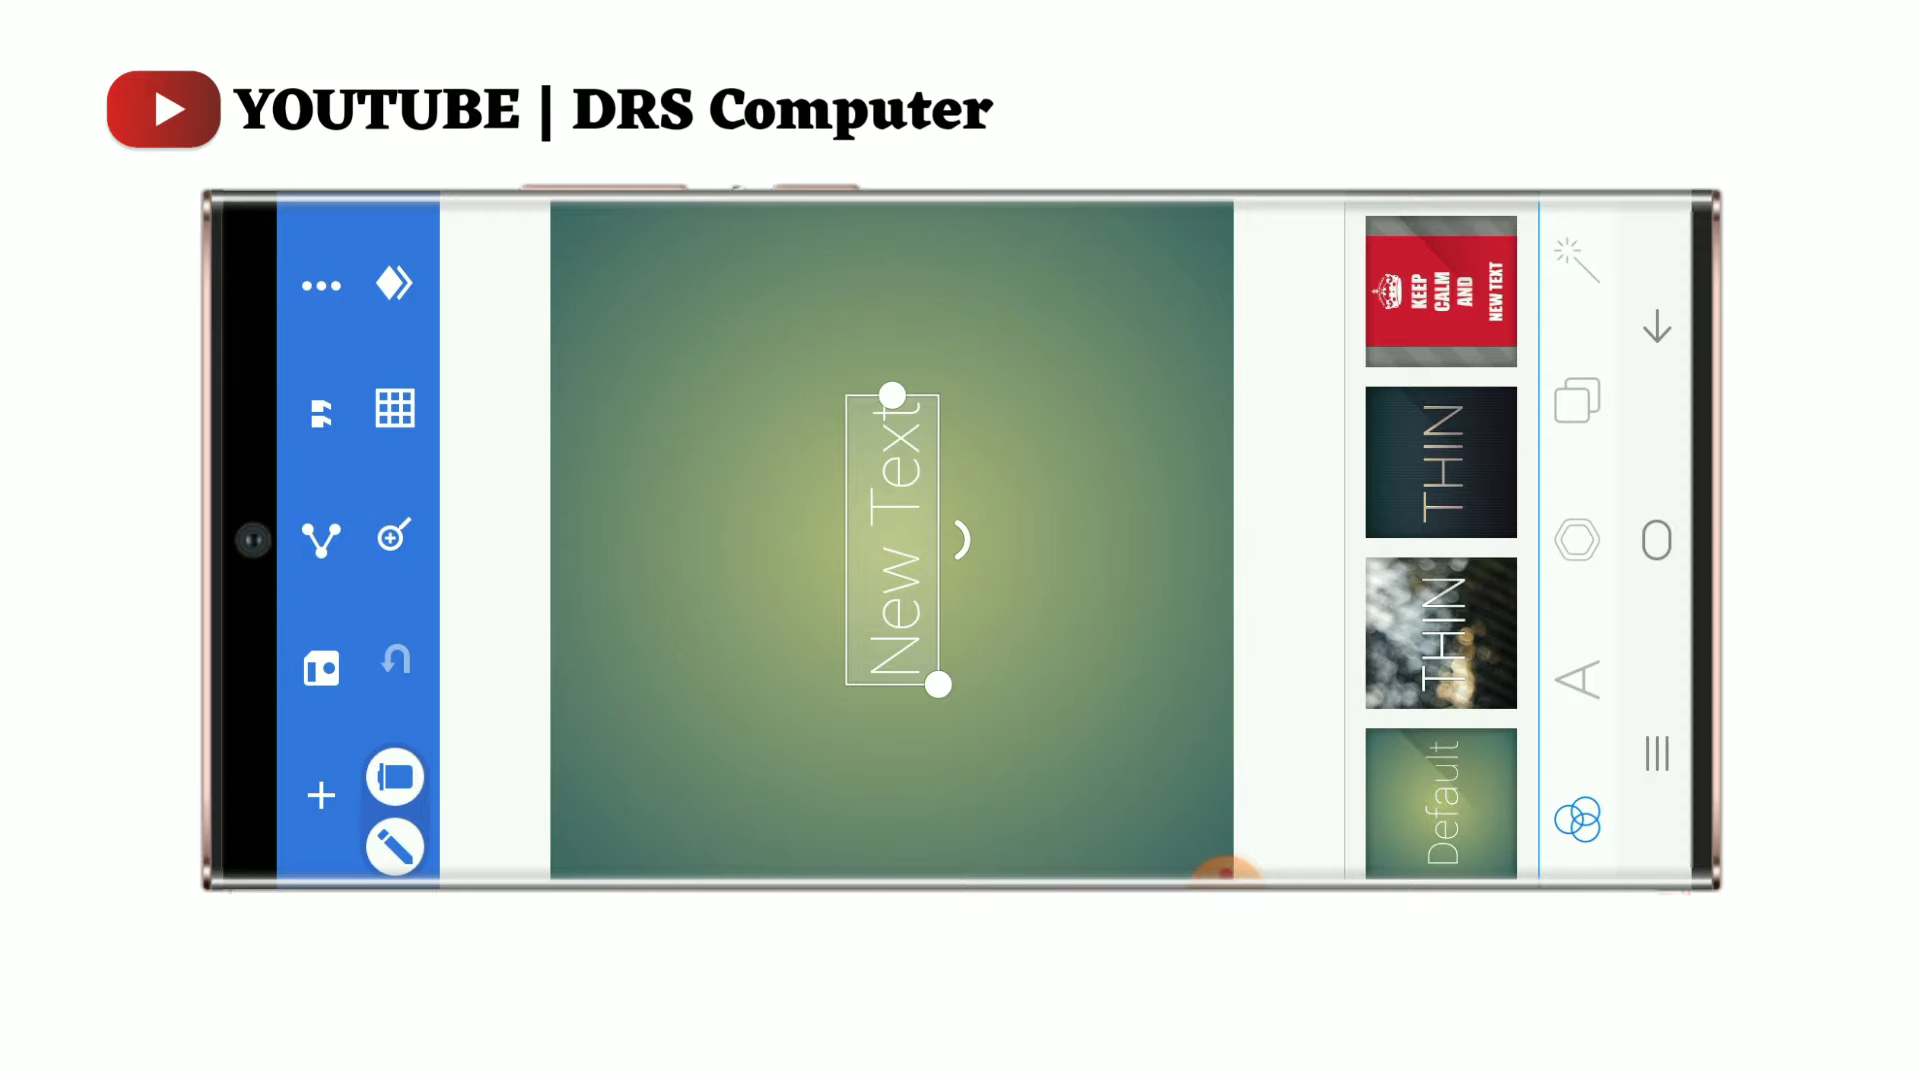 YOUTUBE | DRS Computer
New Text
KEEP
CALM
AND
NEW TEXT
THIN
THIN
Default